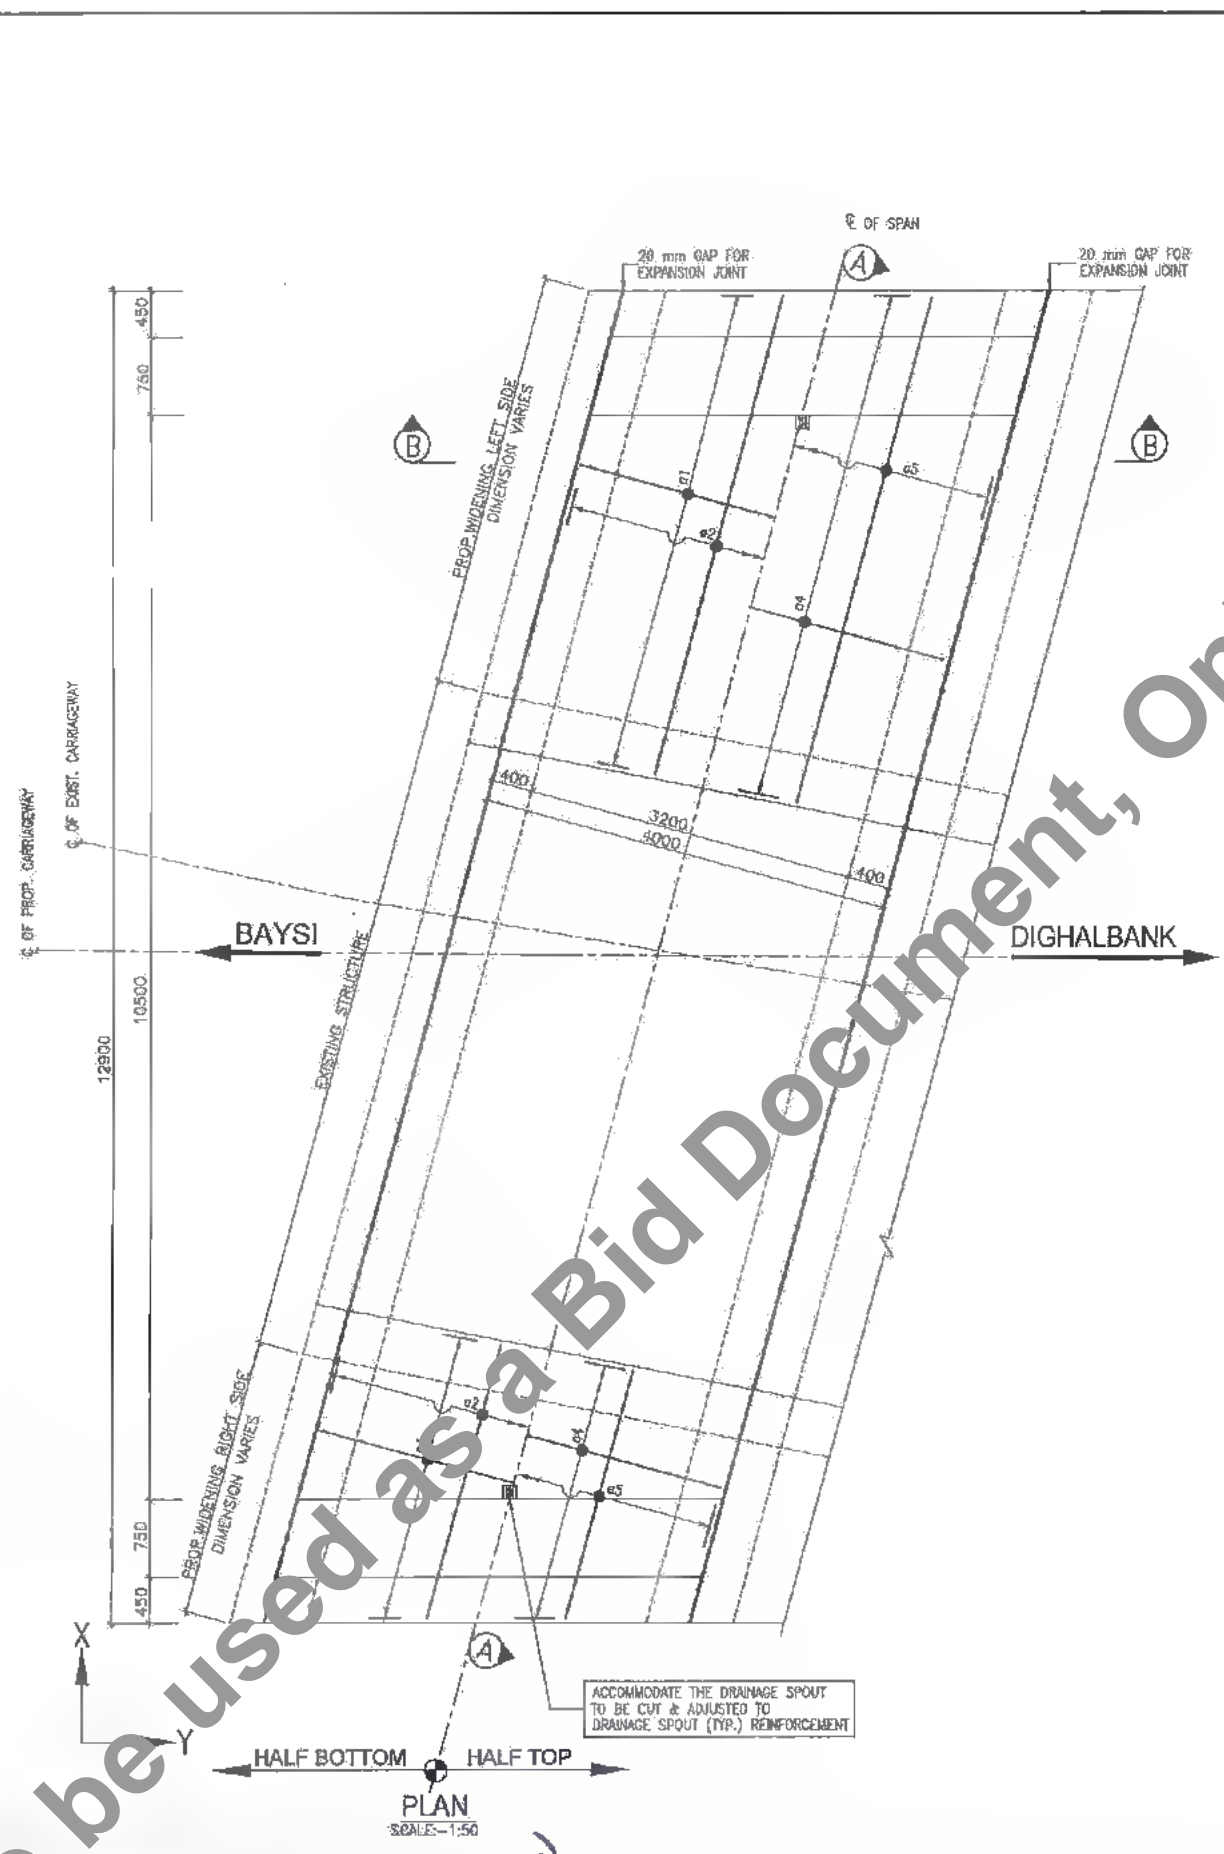 ℄ OF SPAN
A
20 mm GAP FOR
EXPANSION JOINT
20 mm GAP FOR
EXPANSION JOINT
450
750
PROP.WIDENING LEFT SIDE
DIMENSION VARIES
B
B
a1
a2
a4
a5
400
3200
4000
400
℄ OF EXIST. CARRIAGEWAY
℄ OF PROP. CARRIAGEWAY
BAYSI
DIGHALBANK
EXISTING STRUCTURE
10500
12900
PROP.WIDENING RIGHT SIDE
DIMENSION VARIES
a2
a4
a5
750
450
A
X
Y
ACCOMMODATE THE DRAINAGE SPOUT
TO BE CUT & ADJUSTED TO
DRAINAGE SPOUT (TYP.) REINFORCEMENT
HALF BOTTOM
HALF TOP
PLAN
SCALE:-1:50
be used as a Bid Document,